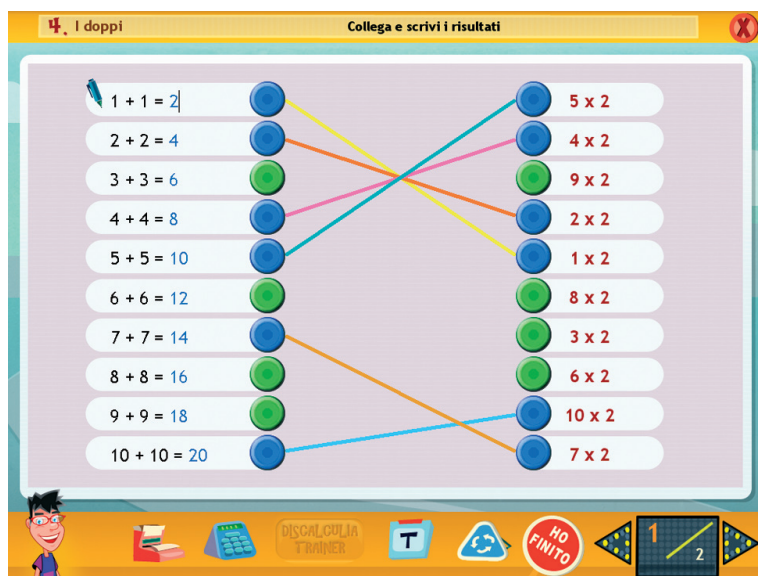 4. I doppi
Collega e scrivi i risultati
X
1 + 1 = 2
5 x 2
2 + 2 = 4
4 x 2
3 + 3 = 6
9 x 2
4 + 4 = 8
2 x 2
5 + 5 = 10
1 x 2
6 + 6 = 12
8 x 2
7 + 7 = 14
3 x 2
8 + 8 = 16
6 x 2
9 + 9 = 18
10 x 2
10 + 10 = 20
7 x 2
DISCALCULIA
TRAINER
T
HO
FINITO
1
2